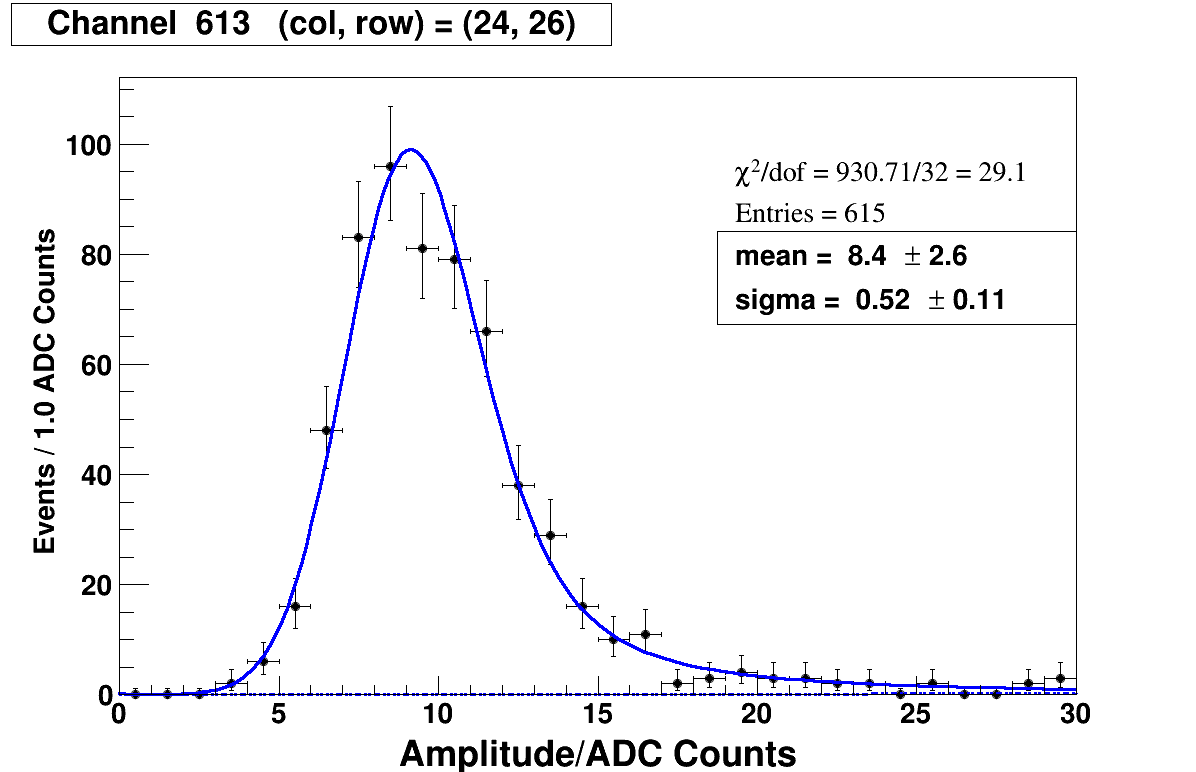 Channel 613 (col, row) = (24, 26)
χ²/dof = 930.71/32 = 29.1
Entries = 615
mean = 8.4 ± 2.6
sigma = 0.52 ± 0.11
Events / 1.0 ADC Counts
100
80
60
40
20
0
0 5 10 15 20 25 30
Amplitude/ADC Counts